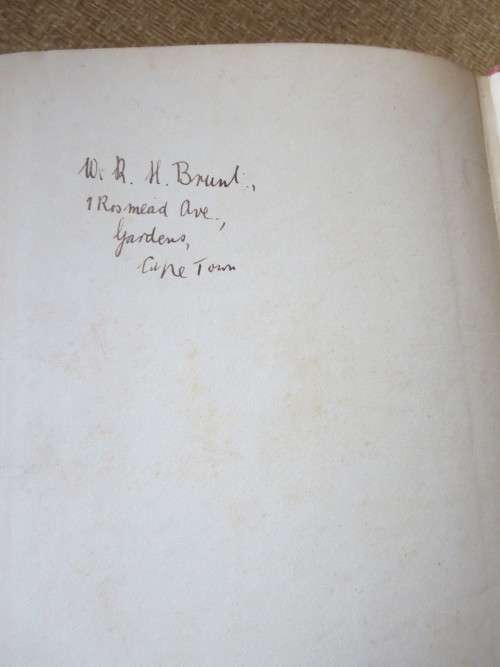 W. R. H. Brunt.,
1 Rosmead Ave.,
Gardens,
Cape Town